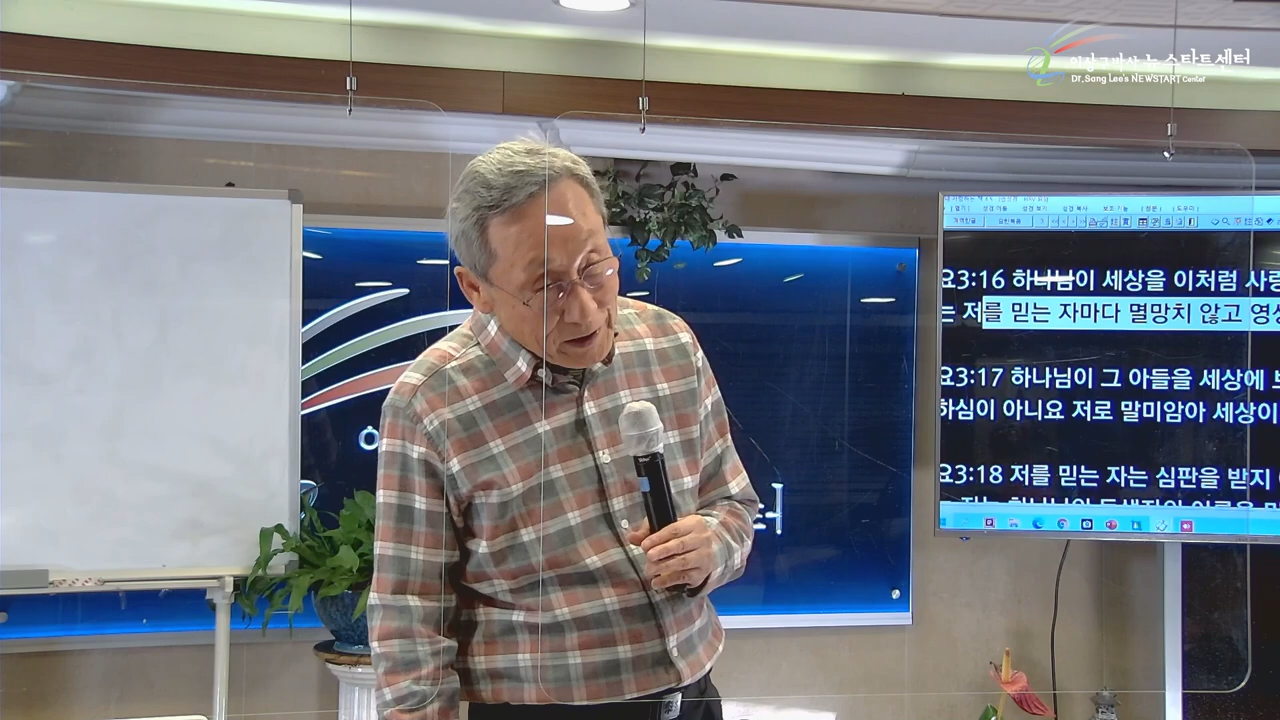 이상구박사 뉴스타트센터
Dr.Sang Lee's NEWSTART Center
개역한글
요3:16 하나님이 세상을 이처럼 사랑
는 저를 믿는 자마다 멸망치 않고 영생
요3:17 하나님이 그 아들을 세상에 보
하심이 아니요 저로 말미암아 세상이
요3:18 저를 믿는 자는 심판을 받지